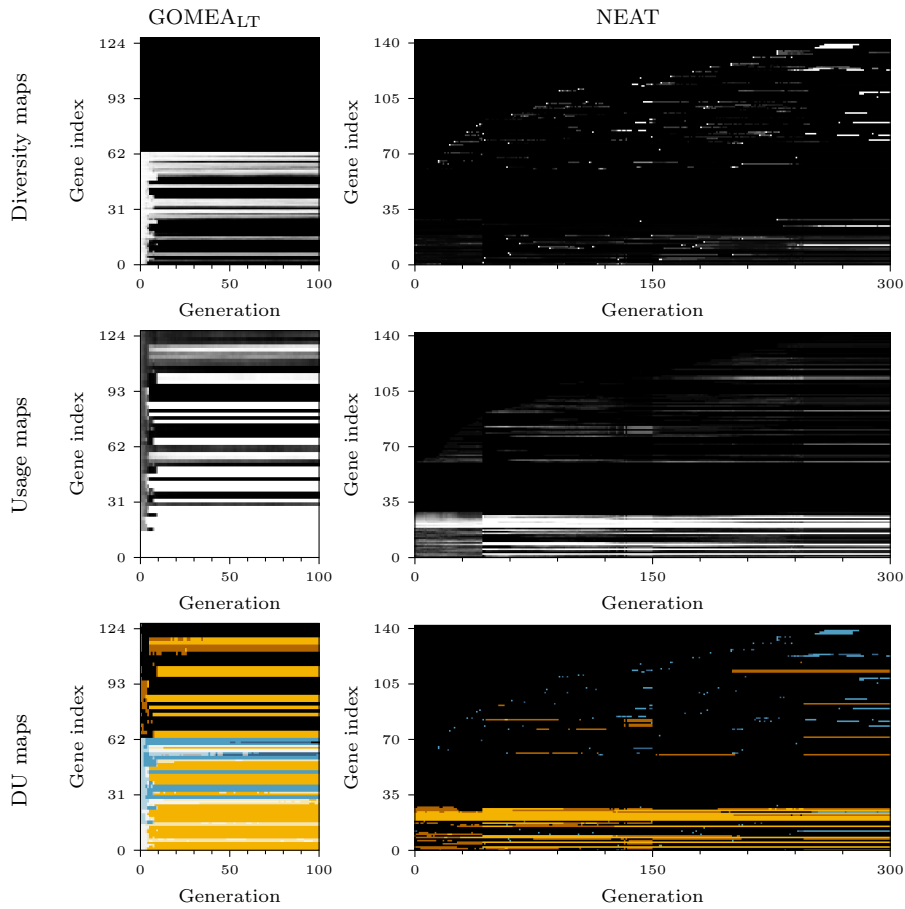 GOMEA_LT NEAT
Diversity maps
Gene index
124
93
62
31
0
0 50 100
Generation
Gene index
140
105
70
35
0
0 150 300
Generation
Usage maps
Gene index
124
93
62
31
0
0 50 100
Generation
Gene index
140
105
70
35
0
0 150 300
Generation
DU maps
Gene index
124
93
62
31
0
0 50 100
Generation
Gene index
140
105
70
35
0
0 150 300
Generation